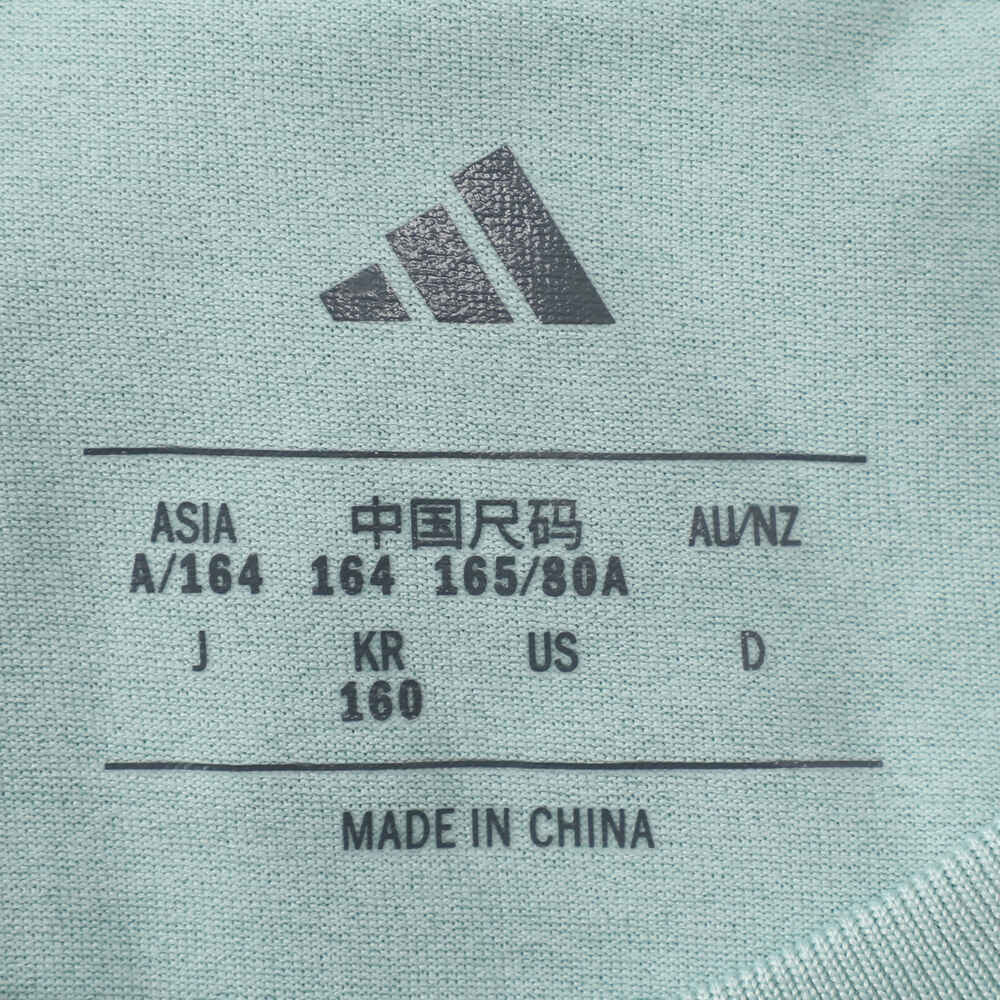 ASIA 中国尺码 AU/NZ
A/164 164 165/80A
J KR US D
160
MADE IN CHINA